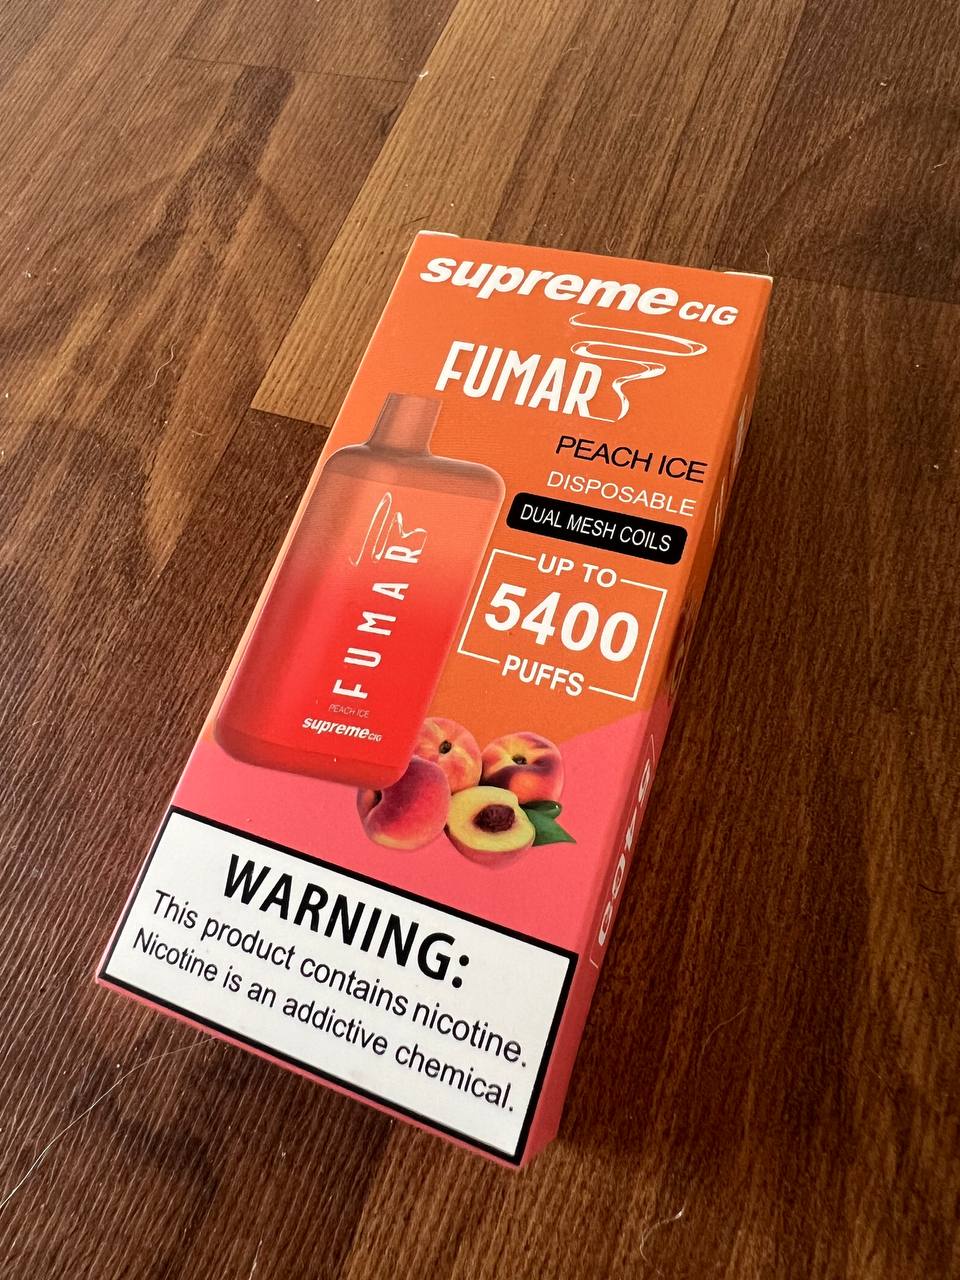 supreme CIG
FUMAR
PEACH ICE
DISPOSABLE
DUAL MESH COILS
UP TO
5400
PUFFS
FUMAR
PEACH ICE
supreme CIG
WARNING:
This product contains nicotine.
Nicotine is an addictive chemical.
5400